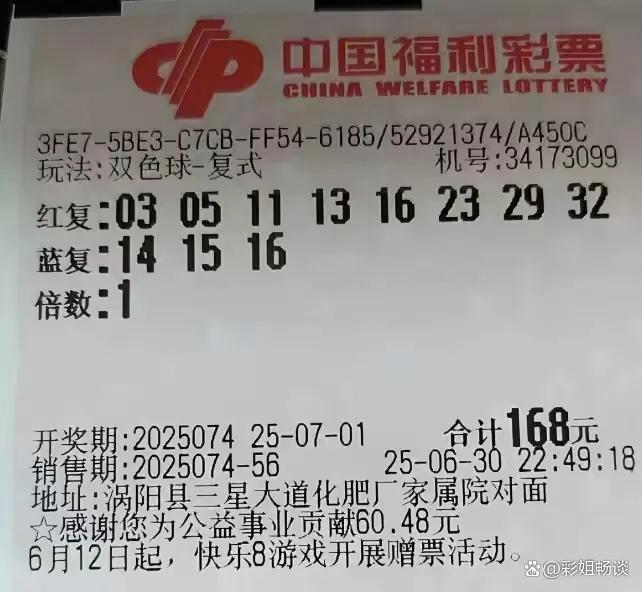 中国福利彩票
CHINA WELFARE LOTTERY
3FE7-5BE3-C7CB-FF54-6185/52921374/A450C
玩法:双色球-复式 机号:34173099
红复:03 05 11 13 16 23 29 32
蓝复:14 15 16
倍数:1
开奖期:2025074 25-07-01 合计168元
销售期:2025074-56 25-06-30 22:49:18
地址:涡阳县三星大道化肥厂家属院对面
☆感谢您为公益事业贡献60.48元
6月12日起，快乐8游戏开展赠票活动。
@彩姐畅谈